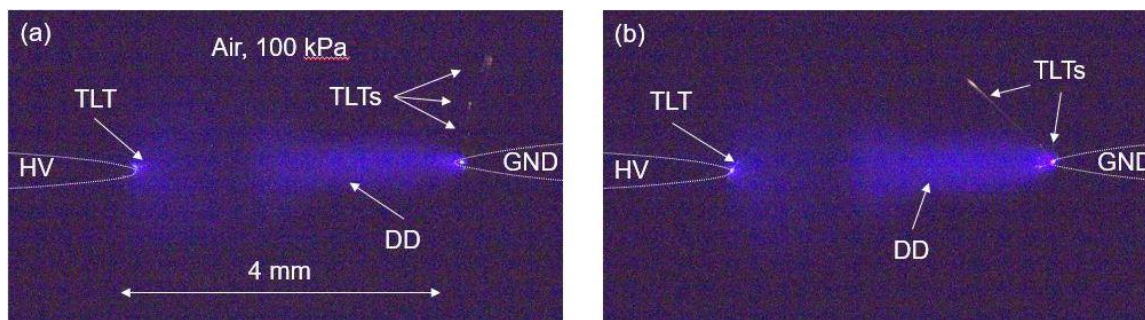 (a)
Air, 100 kPa
TLT
TLTs
HV
GND
DD
4 mm
(b)
TLTs
TLT
HV
GND
DD